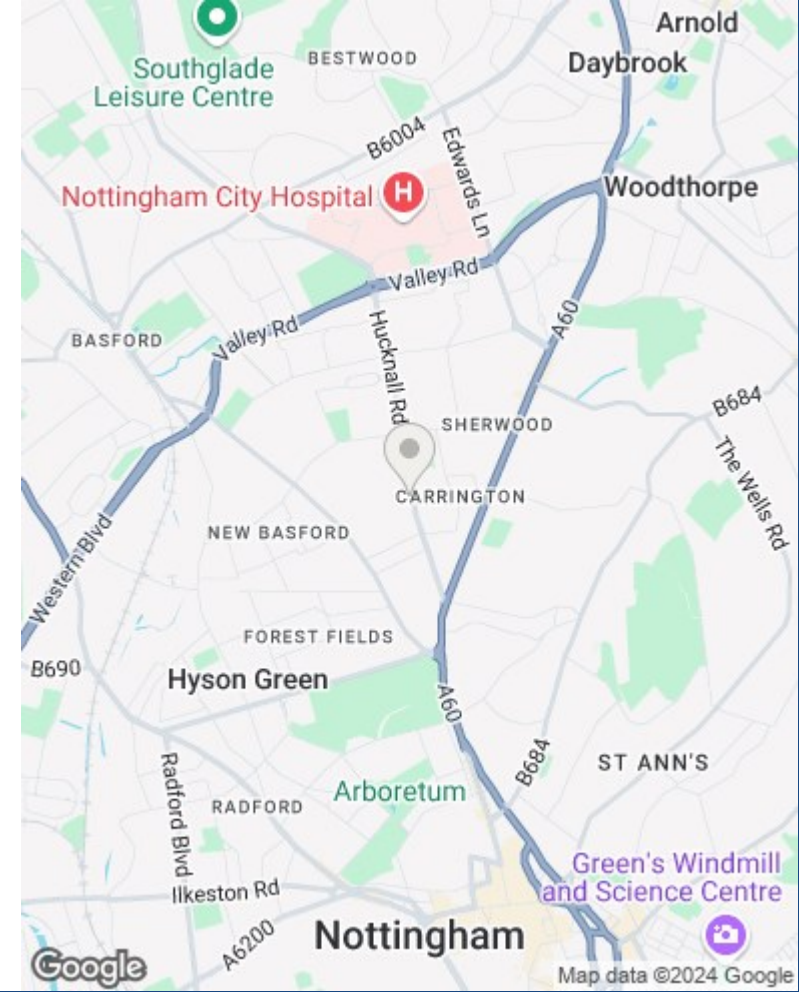 Arnold
BESTWOOD
Daybrook
Southglade
Leisure Centre
B6004
Edwards Ln
Nottingham City Hospital
H
Woodthorpe
Valley Rd
Valley Rd
A60
BASFORD
Hucknall Rd
B684
SHERWOOD
The Wells Rd
CARRINGTON
NEW BASFORD
Western Blvd
FOREST FIELDS
B690
Hyson Green
A60
B684
ST ANN'S
Radford Blvd
Arboretum
RADFORD
Green's Windmill
and Science Centre
Ilkeston Rd
A6200
Nottingham
Google
Map data ©2024 Google